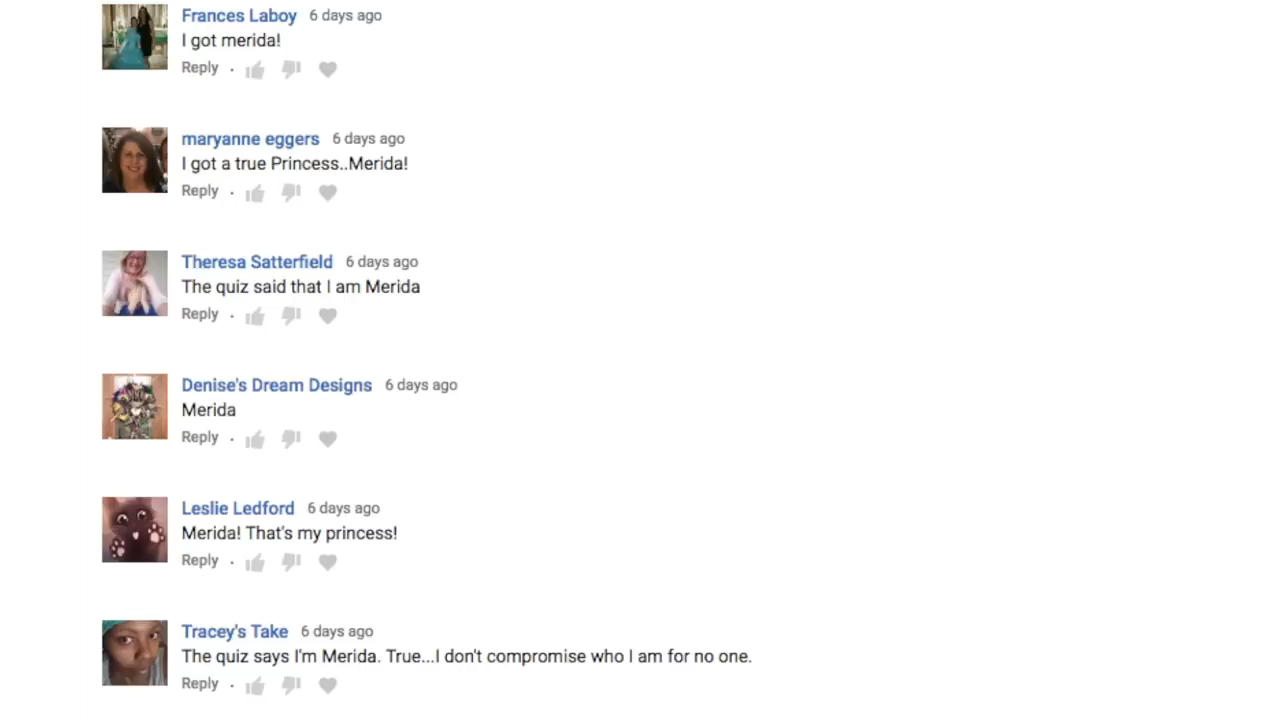 Frances Laboy 6 days ago
I got merida!
Reply .
maryanne eggers 6 days ago
I got a true Princess..Merida!
Reply .
Theresa Satterfield 6 days ago
The quiz said that I am Merida
Reply .
Denise's Dream Designs 6 days ago
Merida
Reply .
Leslie Ledford 6 days ago
Merida! That's my princess!
Reply .
Tracey's Take 6 days ago
The quiz says I'm Merida. True...I don't compromise who I am for no one.
Reply .